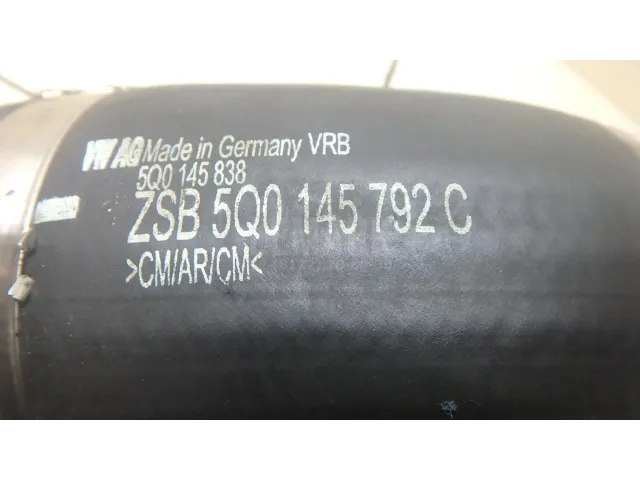 VW AG Made in Germany VRB
5Q0 145 838
ZSB 5Q0 145 792 C
>CM/AR/CM<